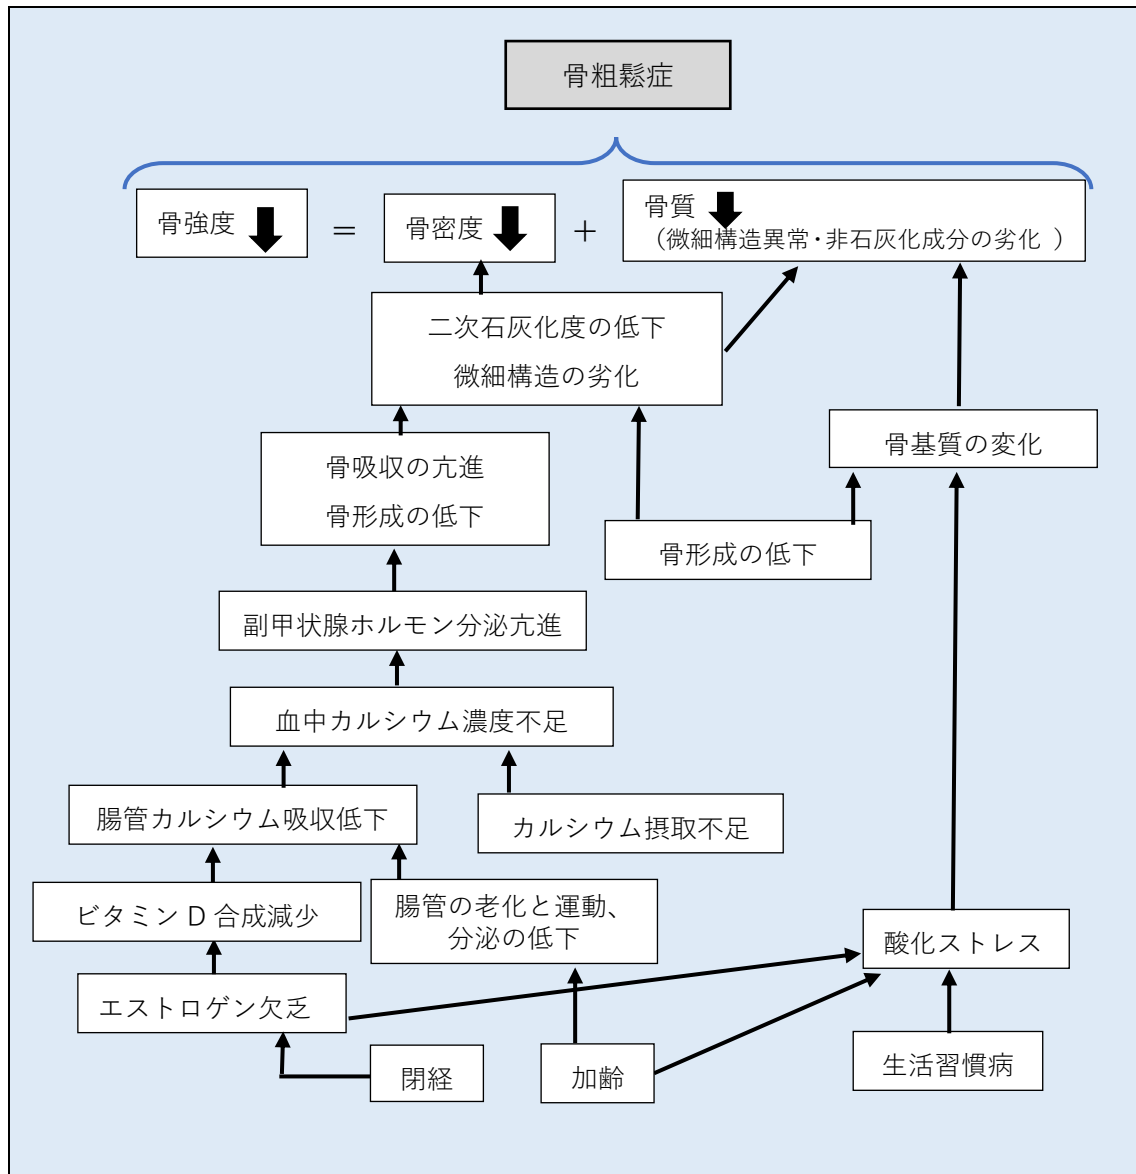 骨粗鬆症
骨強度
=
骨密度
+
骨質
（微細構造異常・非石灰化成分の劣化 ）
二次石灰化度の低下
微細構造の劣化
骨基質の変化
骨吸収の亢進
骨形成の低下
骨形成の低下
副甲状腺ホルモン分泌亢進
血中カルシウム濃度不足
腸管カルシウム吸収低下
カルシウム摂取不足
ビタミン D 合成減少
腸管の老化と運動、
分泌の低下
酸化ストレス
エストロゲン欠乏
閉経
加齢
生活習慣病